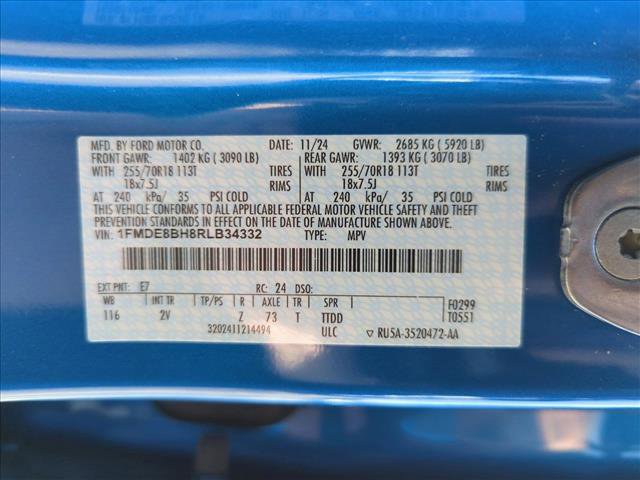 MFD. BY FORD MOTOR CO. DATE: 11/24 GVWR: 2685 KG ( 5920 LB)
FRONT GAWR: 1402 KG ( 3090 LB) REAR GAWR: 1393 KG ( 3070 LB)
WITH 255/70R18 113T TIRES WITH 255/70R18 113T TIRES
18x7.5J RIMS 18x7.5J RIMS
AT 240 kPa/ 35 PSI COLD AT 240 kPa/ 35 PSI COLD
THIS VEHICLE CONFORMS TO ALL APPLICABLE FEDERAL MOTOR VEHICLE SAFETY AND THEFT
PREVENTION STANDARDS IN EFFECT ON THE DATE OF MANUFACTURE SHOWN ABOVE.
VIN: 1FMDE8BH8RLB34332 TYPE: MPV
EXT PNT: E7 RC: 24 DSO:
WB INT TR TP/PS R AXLE TR SPR F0299
116 2V Z 73 T TTDD T0551
3202411214494 ULC ▽ RU5A-3520472-AA